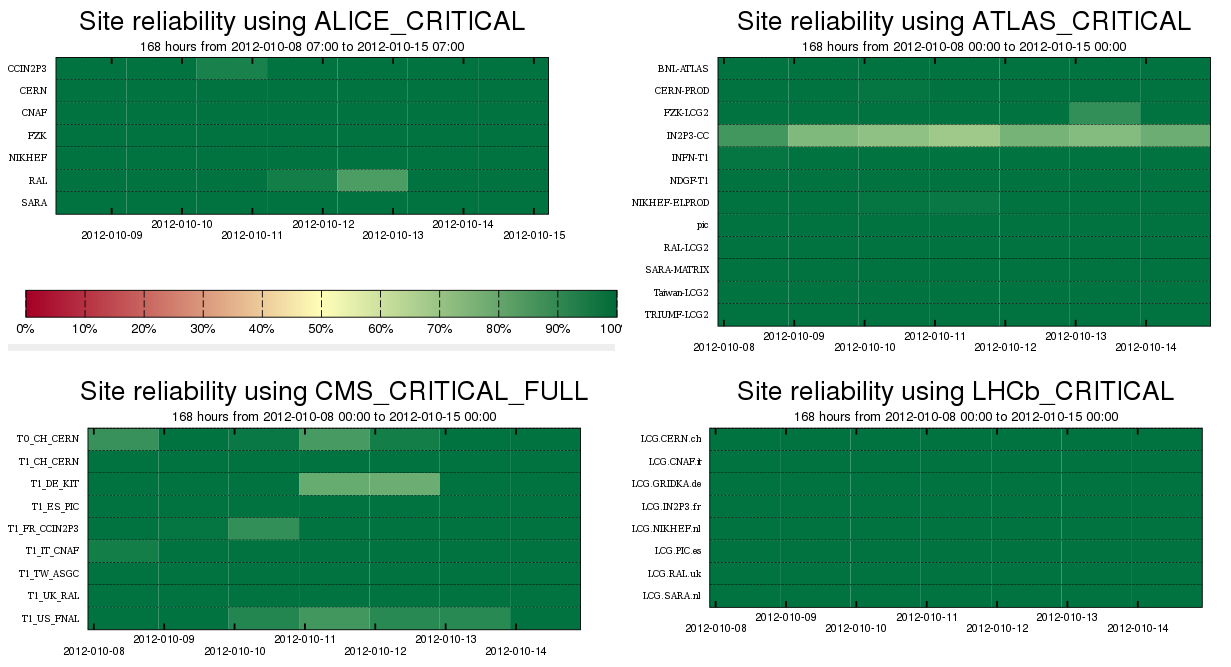 Site reliability using ALICE_CRITICAL
168 hours from 2012-010-08 07:00 to 2012-010-15 07:00
CCIN2P3
CERN
CNAF
FZK
NIKHEF
RAL
SARA
2012-010-10 2012-010-12 2012-010-14
2012-010-09 2012-010-11 2012-010-13 2012-010-15
0% 10% 20% 30% 40% 50% 60% 70% 80% 90% 100%
Site reliability using ATLAS_CRITICAL
168 hours from 2012-010-08 00:00 to 2012-010-15 00:00
BNL-ATLAS
CERN-PROD
FZK-LCG2
IN2P3-CC
INFN-T1
NDGF-T1
NIKHEF-ELPROD
pic
RAL-LCG2
SARA-MATRIX
Taiwan-LCG2
TRIUMF-LCG2
2012-010-09 2012-010-11 2012-010-13
2012-010-08 2012-010-10 2012-010-12 2012-010-14
Site reliability using CMS_CRITICAL_FULL
168 hours from 2012-010-08 00:00 to 2012-010-15 00:00
T0_CH_CERN
T1_CH_CERN
T1_DE_KIT
T1_ES_PIC
T1_FR_CCIN2P3
T1_IT_CNAF
T1_TW_ASGC
T1_UK_RAL
T1_US_FNAL
2012-010-09 2012-010-11 2012-010-13
2012-010-08 2012-010-10 2012-010-12 2012-010-14
Site reliability using LHCb_CRITICAL
168 hours from 2012-010-08 00:00 to 2012-010-15 00:00
LCG.CERN.ch
LCG.CNAF.it
LCG.GRIDKA.de
LCG.IN2P3.fr
LCG.NIKHEF.nl
LCG.PIC.es
LCG.RAL.uk
LCG.SARA.nl
2012-010-09 2012-010-11 2012-010-13
2012-010-08 2012-010-10 2012-010-12 2012-010-14